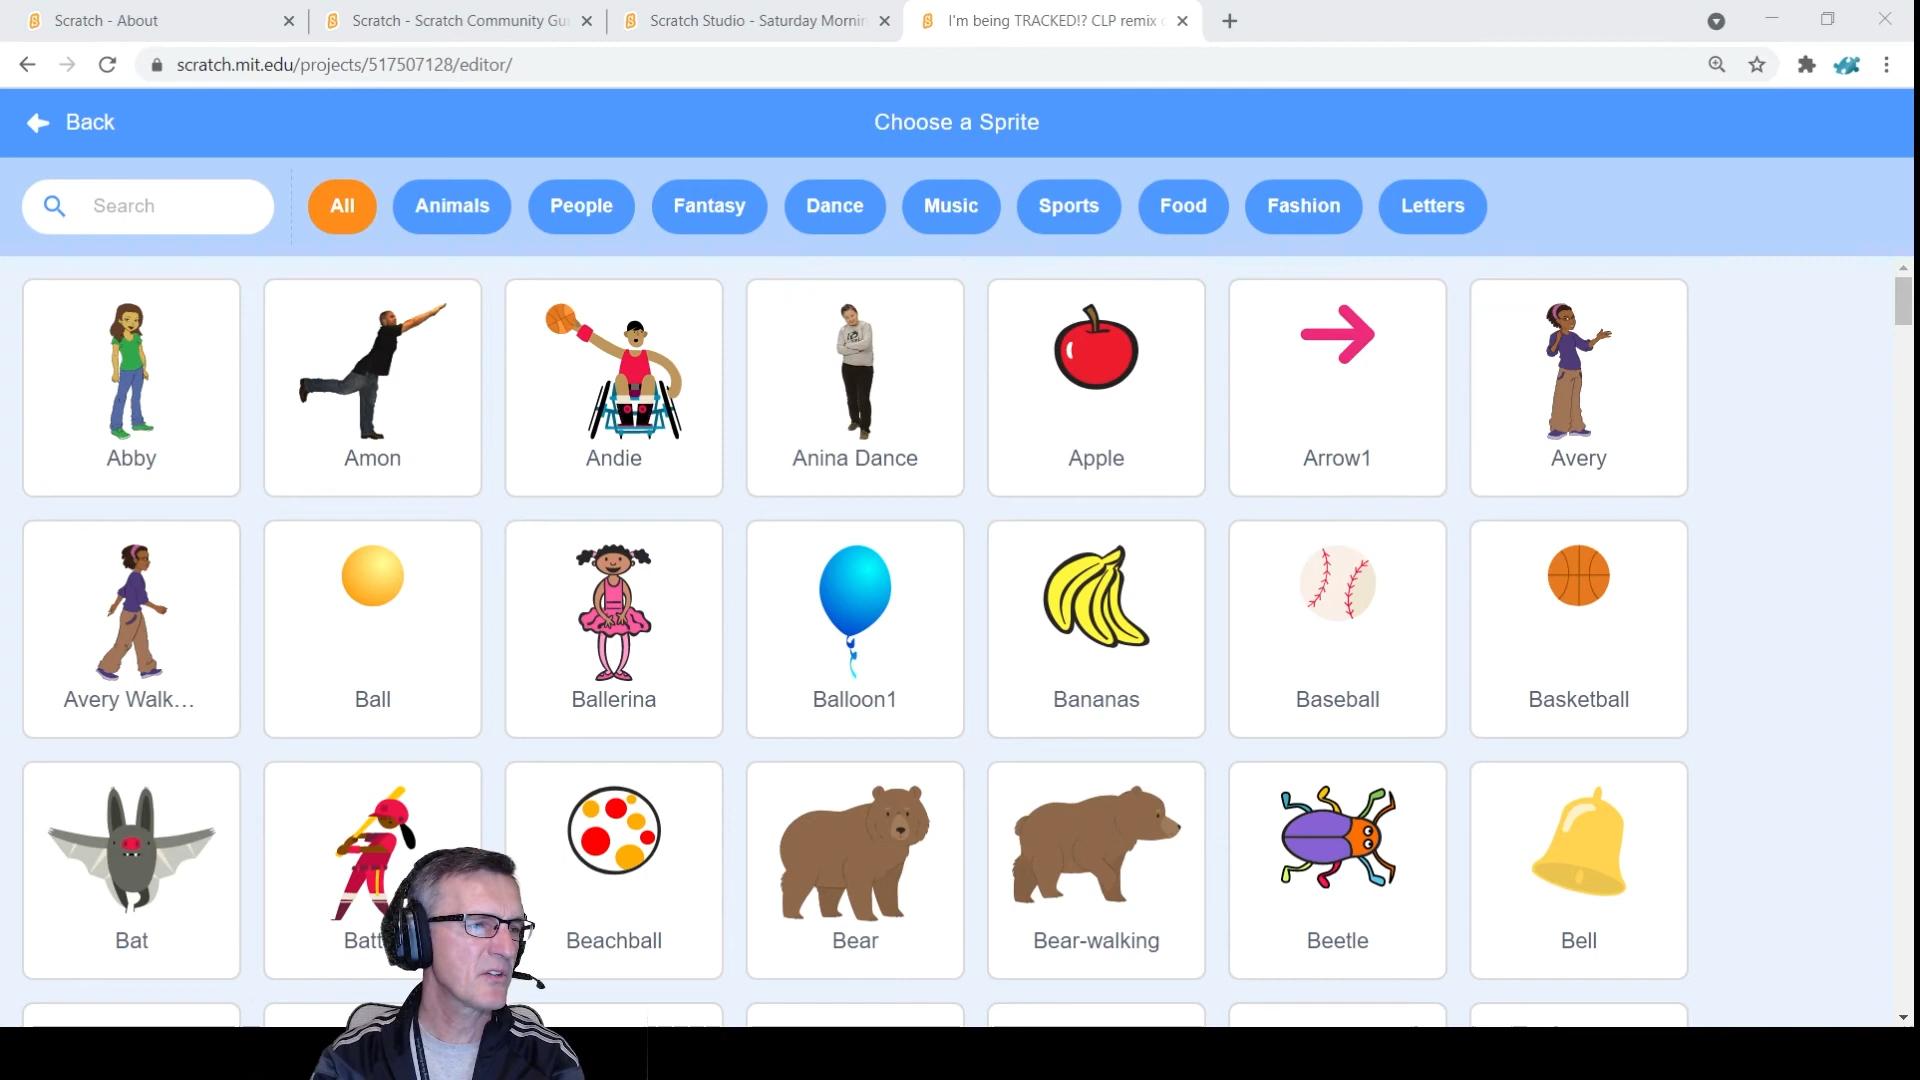 Scratch - About
Scratch - Scratch Community Gu
Scratch Studio - Saturday Mornin
I'm being TRACKED!? CLP remix
scratch.mit.edu/projects/517507128/editor/
Back
Choose a Sprite
Search
All
Animals
People
Fantasy
Dance
Music
Sports
Food
Fashion
Letters
Abby
Amon
Andie
Anina Dance
Apple
Arrow1
Avery
Avery Walk...
Ball
Ballerina
Balloon1
Bananas
Baseball
Basketball
Bat
Batt
Beachball
Bear
Bear-walking
Beetle
Bell